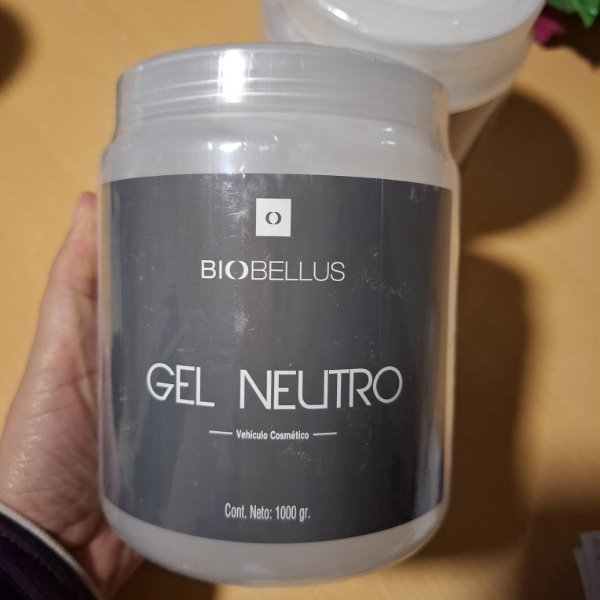 BIOBELLUS
GEL NEUTRO
Vehículo Cosmético
Cont. Neto: 1000 gr.